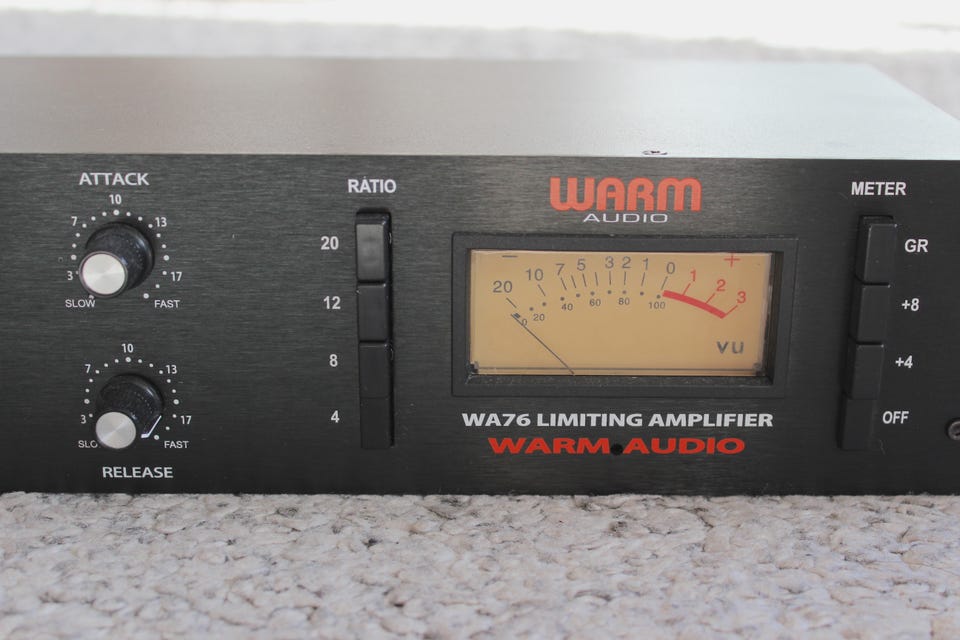 ATTACK
10
7 13
3 17
SLOW FAST
10
7 13
3 17
SLO FAST
RELEASE
RATIO
20
12
8
4
WARM
AUDIO
− +
20 10 7 5 3 2 1 0 1 2 3
0 20 40 60 80 100
VU
WA76 LIMITING AMPLIFIER
WARM AUDIO
METER
GR
+8
+4
OFF